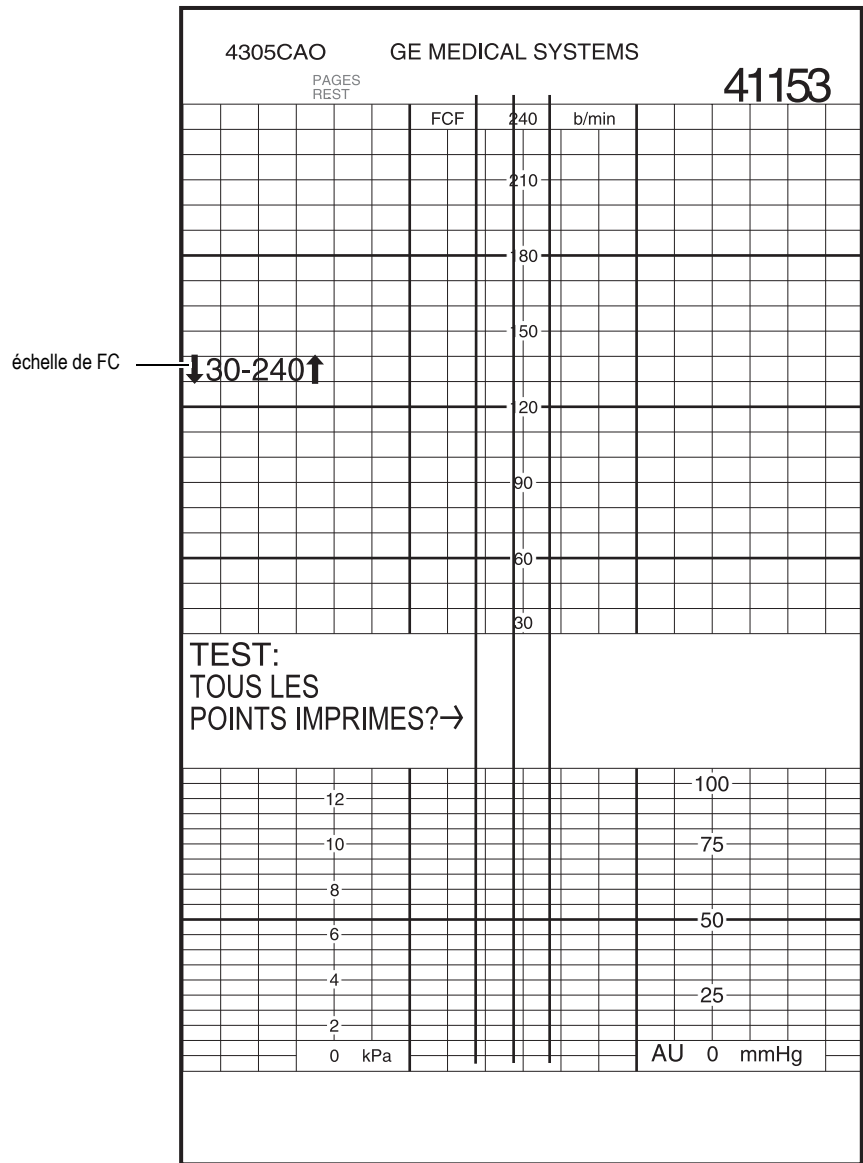 4305CAO GE MEDICAL SYSTEMS
PAGES
REST
41153
FCF 240 b/min
210
180
150
échelle de FC
↓30-240↑
120
90
60
30
TEST:
TOUS LES
POINTS IMPRIMES?→
100
12
10
75
8
50
6
4
25
2
0 kPa
AU 0 mmHg